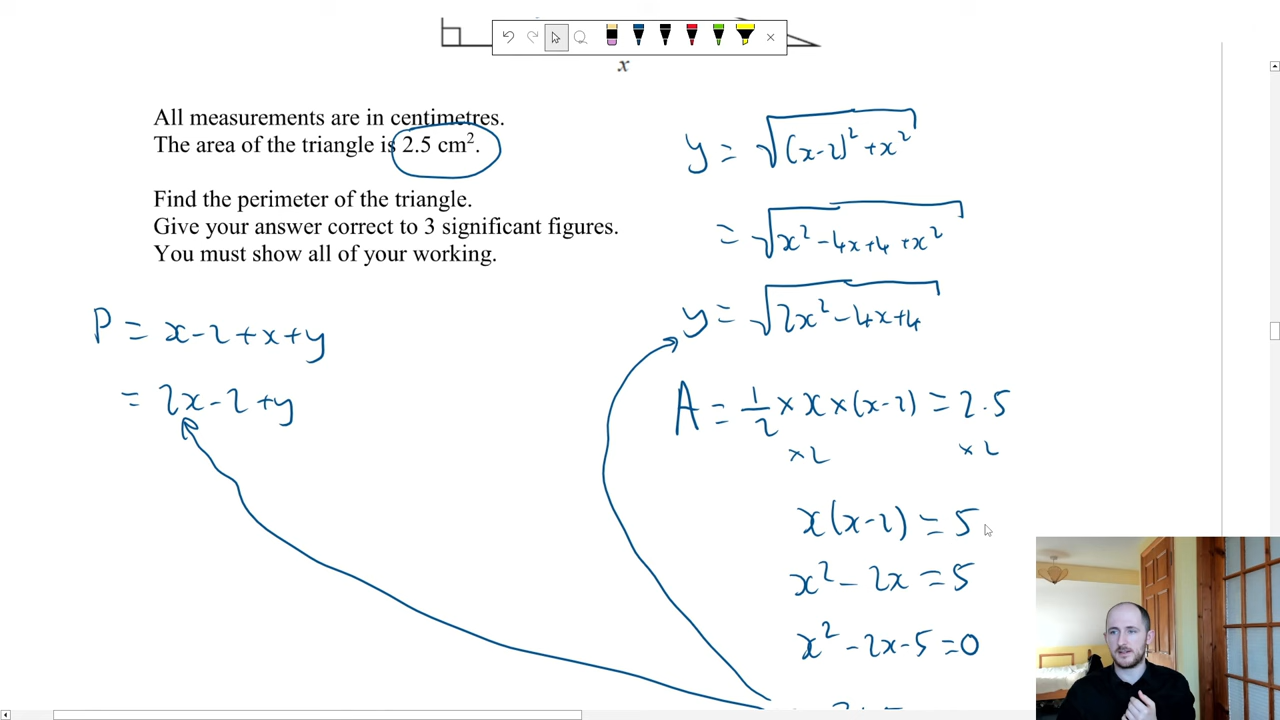 x
All measurements are in centimetres.
The area of the triangle is 2.5 cm².
Find the perimeter of the triangle.
Give your answer correct to 3 significant figures.
You must show all of your working.
P = x-2+x+y
= 2x-2+y
y = √(x-2)²+x²
= √x²-4x+4+x²
y = √2x²-4x+4
A = 1/2 × x × (x-2) = 2.5
×2 ×2
x(x-2) = 5
x² - 2x = 5
x² - 2x - 5 = 0